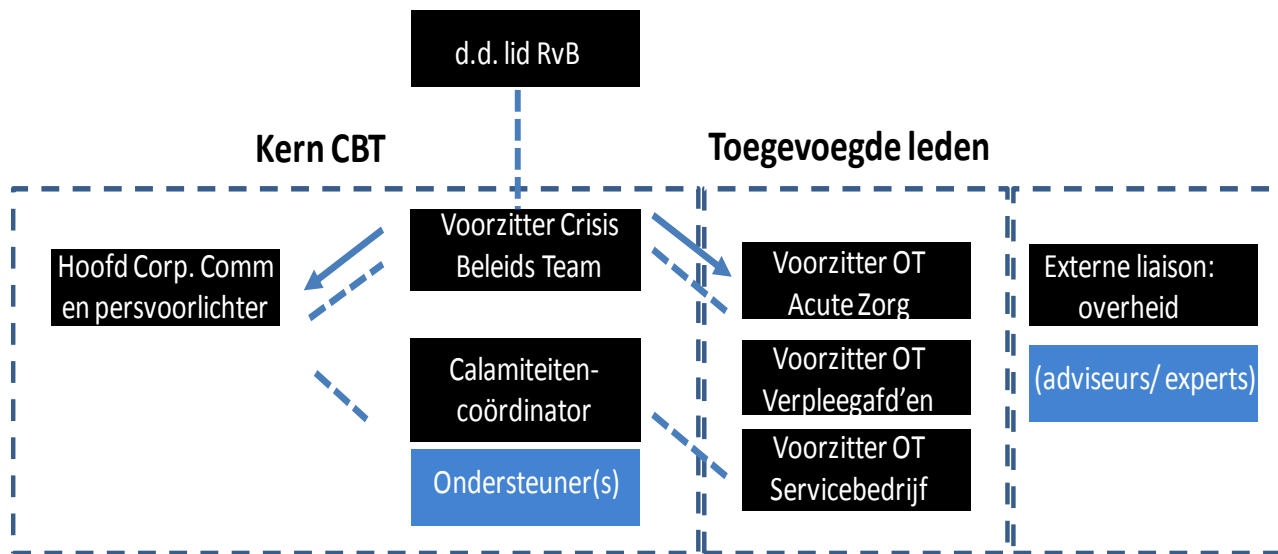 d.d. lid RvB
Kern CBT
Toegevoegde leden
Voorzitter Crisis
Beleids Team
Hoofd Corp. Comm
en persvoorlichter
Calamiteiten-
coördinator
Ondersteuner(s)
Voorzitter OT
Acute Zorg
Voorzitter OT
Verpleegafd’en
Voorzitter OT
Servicebedrijf
Externe liaison:
overheid
(adviseurs/ experts)